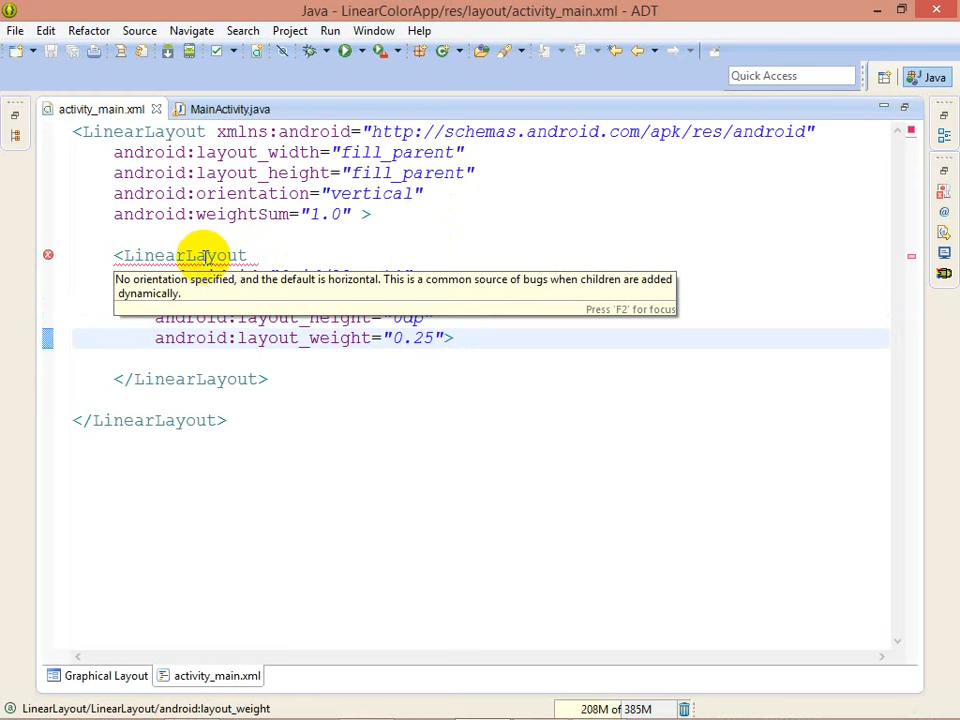 Java - LinearColorApp/res/layout/activity_main.xml - ADT
File Edit Refactor Source Navigate Search Project Run Window Help
Quick Access
Java
activity_main.xml MainActivity.java
<LinearLayout xmlns:android="http://schemas.android.com/apk/res/android"
android:layout_width="fill_parent"
android:layout_height="fill_parent"
android:orientation="vertical"
android:weightSum="1.0" >
<LinearLayout
No orientation specified, and the default is horizontal. This is a common source of bugs when children are added
dynamically.
Press 'F2' for focus
android:layout_height="0dp"
android:layout_weight="0.25">
</LinearLayout>
</LinearLayout>
Graphical Layout activity_main.xml
LinearLayout/LinearLayout/android:layout_weight
208M of 385M